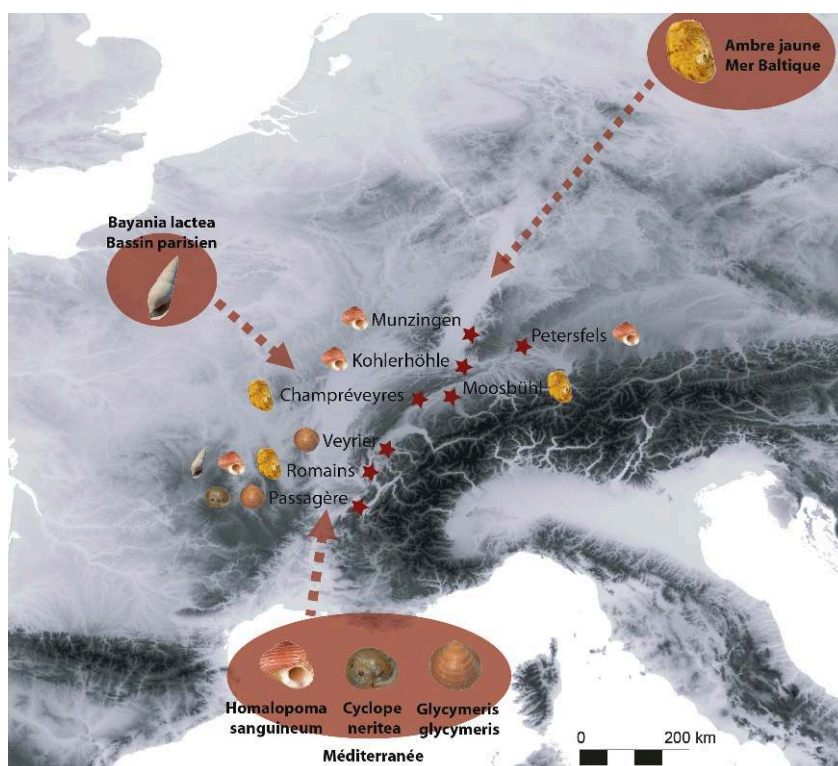 Ambre jaune
Mer Baltique
Bayania lactea
Bassin parisien
Munzingen
Petersfels
Kohlerhöhle
Champréveyres
Moosbühl
Veyrier
Romains
Passagère
Homalopoma
sanguineum
Cyclope
neritea
Glycymeris
glycymeris
Méditerranée
0
200 km